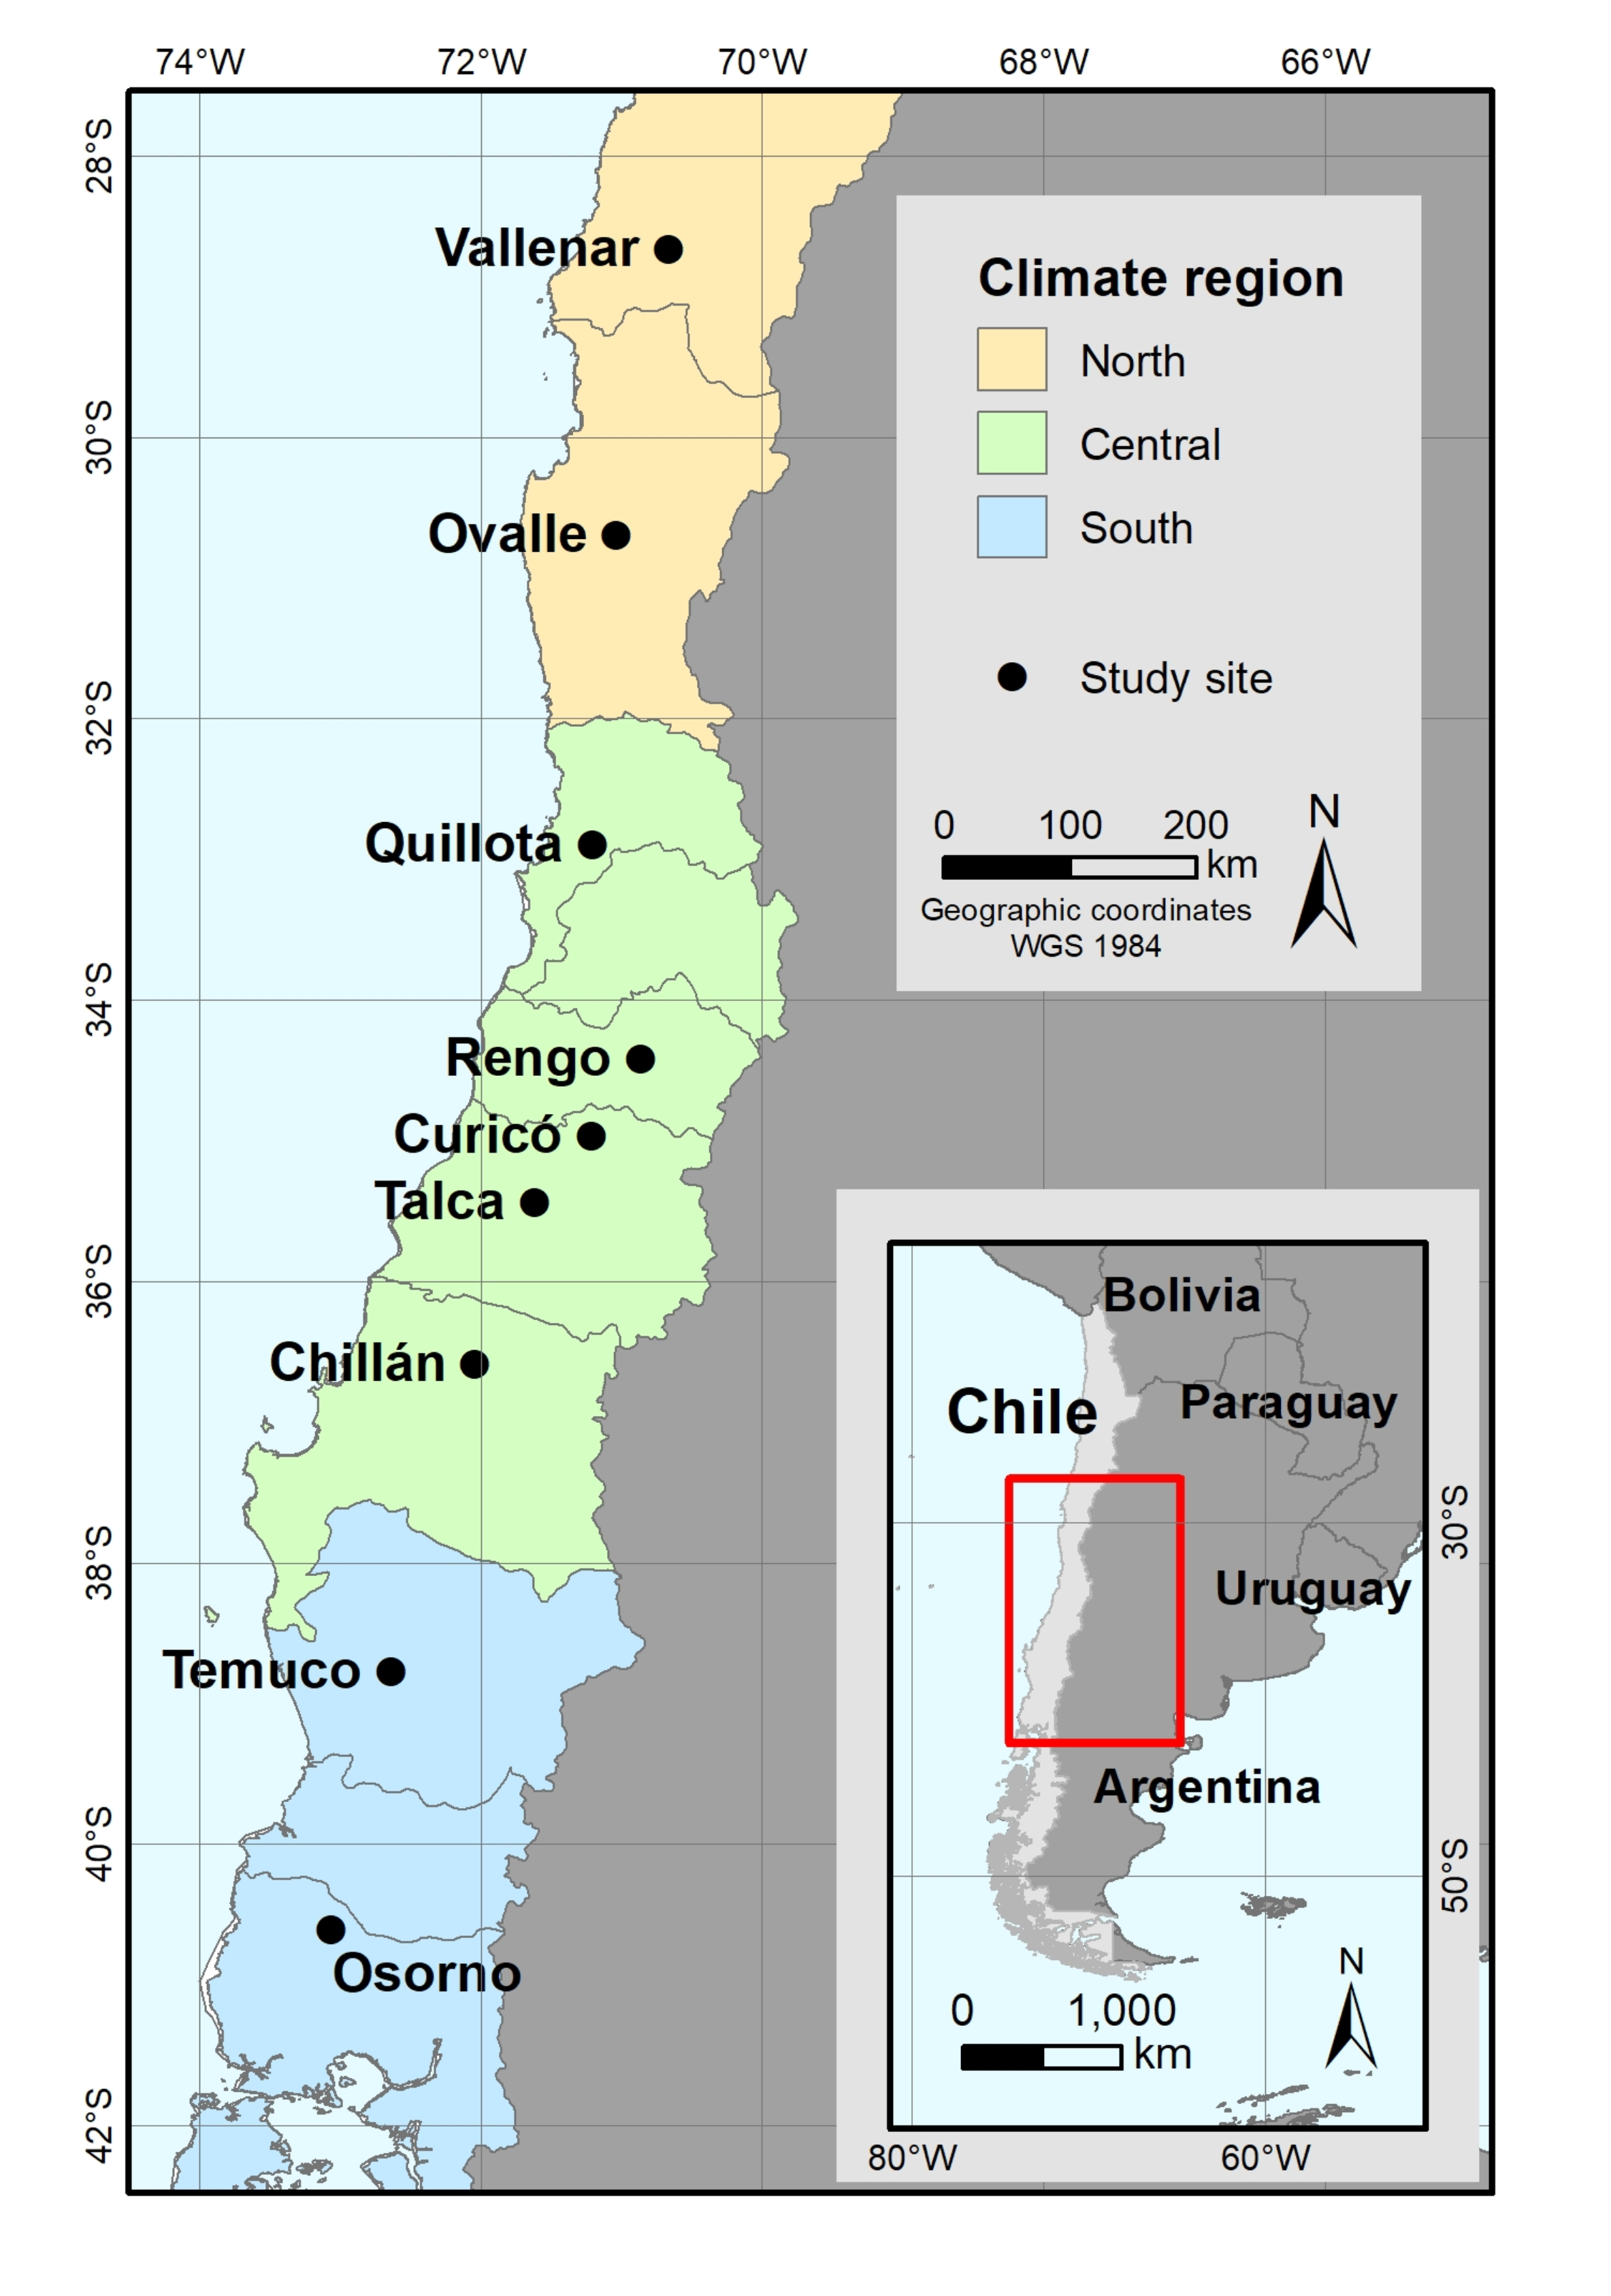 74°W 72°W 70°W 68°W 66°W
28°S
30°S
32°S
34°S
36°S
38°S
40°S
42°S
Vallenar
Ovalle
Quillota
Rengo
Curicó
Talca
Chillán
Temuco
Osorno
Climate region
North
Central
South
Study site
0 100 200
km
N
Geographic coordinates
WGS 1984
Bolivia
Chile
Paraguay
Uruguay
Argentina
30°S
50°S
N
0 1,000
km
80°W 60°W